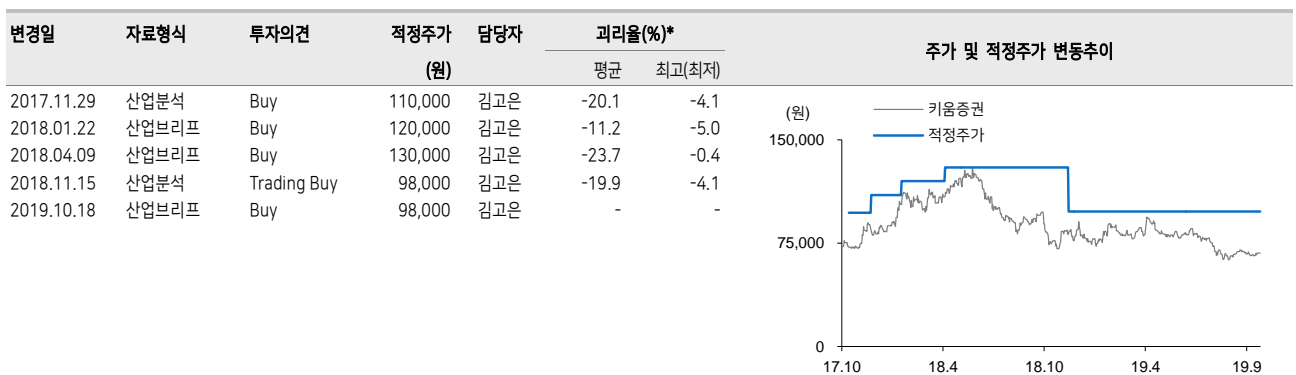 변경일 자료형식 투자의견 적정주가 담당자 괴리율(%)*
(원) 평균 최고(최저)
2017.11.29 산업분석 Buy 110,000 김고은 -20.1 -4.1
2018.01.22 산업브리프 Buy 120,000 김고은 -11.2 -5.0
2018.04.09 산업브리프 Buy 130,000 김고은 -23.7 -0.4
2018.11.15 산업분석 Trading Buy 98,000 김고은 -19.9 -4.1
2019.10.18 산업브리프 Buy 98,000 김고은 - -
주가 및 적정주가 변동추이
(원)
키움증권
적정주가
150,000
75,000
0
17.10 18.4 18.10 19.4 19.9